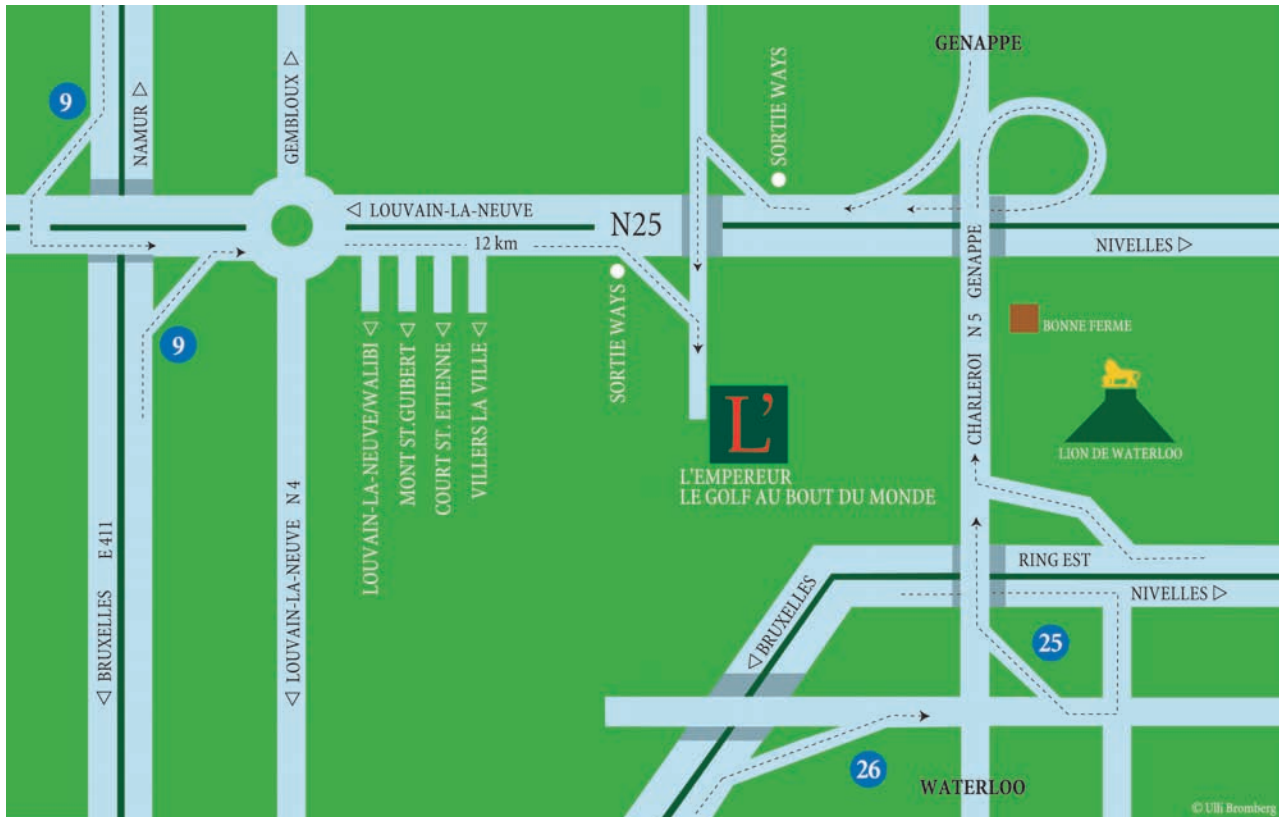 GENAPPE
9
NAMUR ▷
GEMBLOUX ▷
SORTIE WAYS
◁ LOUVAIN-LA-NEUVE
N25
12 km
NIVELLES ▷
9
SORTIE WAYS
◁ LOUVAIN-LA-NEUVE/WALIBI
◁ MONT ST.GUIBERT
◁ COURT ST. ETIENNE
◁ VILLERS LA VILLE
CHARLEROI N 5 GENAPPE
BONNE FERME
LION DE WATERLOO
L'
L'EMPEREUR
LE GOLF AU BOUT DU MONDE
◁ BRUXELLES E 411
◁ LOUVAIN-LA-NEUVE N 4
RING EST
NIVELLES ▷
◁ BRUXELLES
25
26
WATERLOO
© Ulli Bromberg